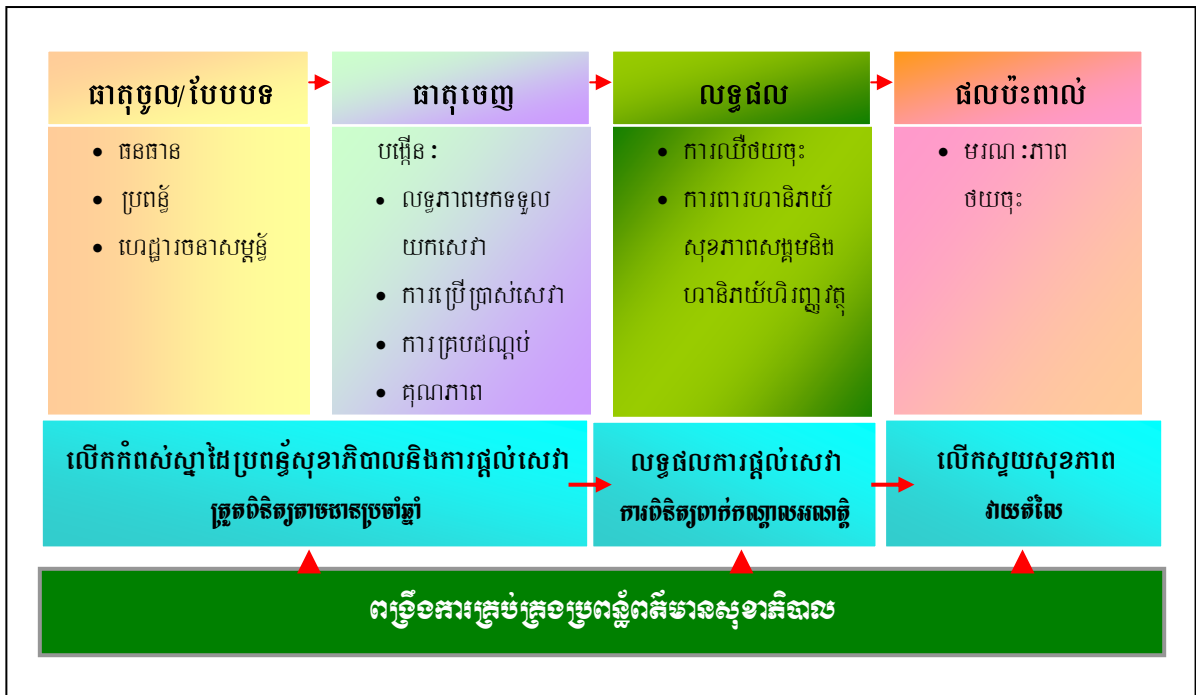 ធាតុចូល/បែបបទ
• ធនធាន
• ប្រពន្ធ័
• ហេដ្ឋារចនាសម្ពន្ធ័
ធាតុចេញ
បង្កើន៖
• លទ្ធភាពមកទទួល
យកសេវា
• ការប្រើប្រាស់សេវា
• ការគ្របដណ្តប់
• គុណភាព
លទ្ធផល
• ការឈឺថយចុះ
• ការពារហានិភយ័
សុខភាពសង្គមនិង
ហានិភយ័ហិរញ្ញវត្ថុ
ផលប៉ះពាល់
• មរណៈភាព
ថយចុះ
លើកកំពស់ស្នាដៃប្រពន្ធ័សុខាភិបាលនិងការផ្តល់សេវា
ត្រួតពិនិត្យតាមដានប្រចាំឆ្នាំ
លទ្ធផលការផ្តល់សេវា
ការពិនិត្យពាក់កណ្តាលអណត្តិ
លើកស្ទួយសុខភាព
វាយតំលៃ
ពង្រឹងការគ្រប់គ្រងប្រពន្ធ័ពត៌មានសុខាភិបាល